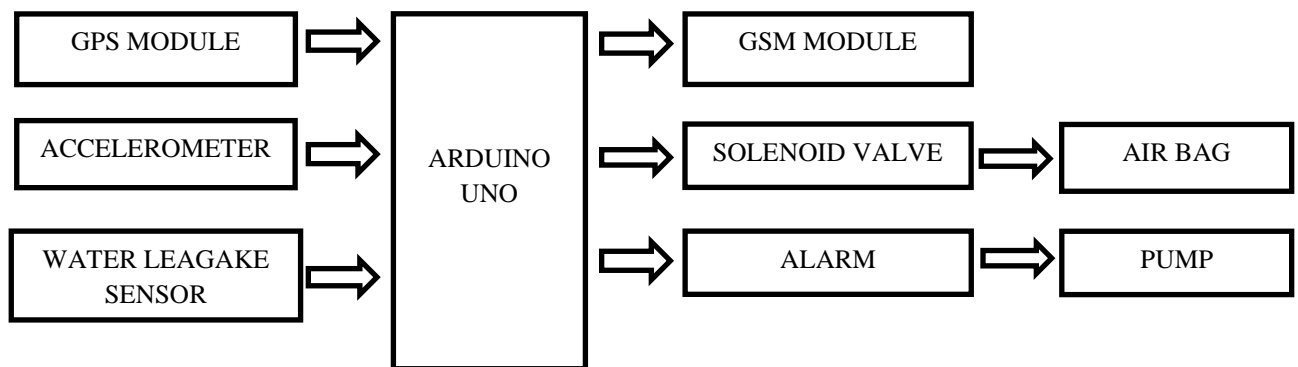 GPS MODULE
GSM MODULE
ACCELEROMETER
ARDUINO
UNO
SOLENOID VALVE
AIR BAG
WATER LEAGAKE
SENSOR
ALARM
PUMP